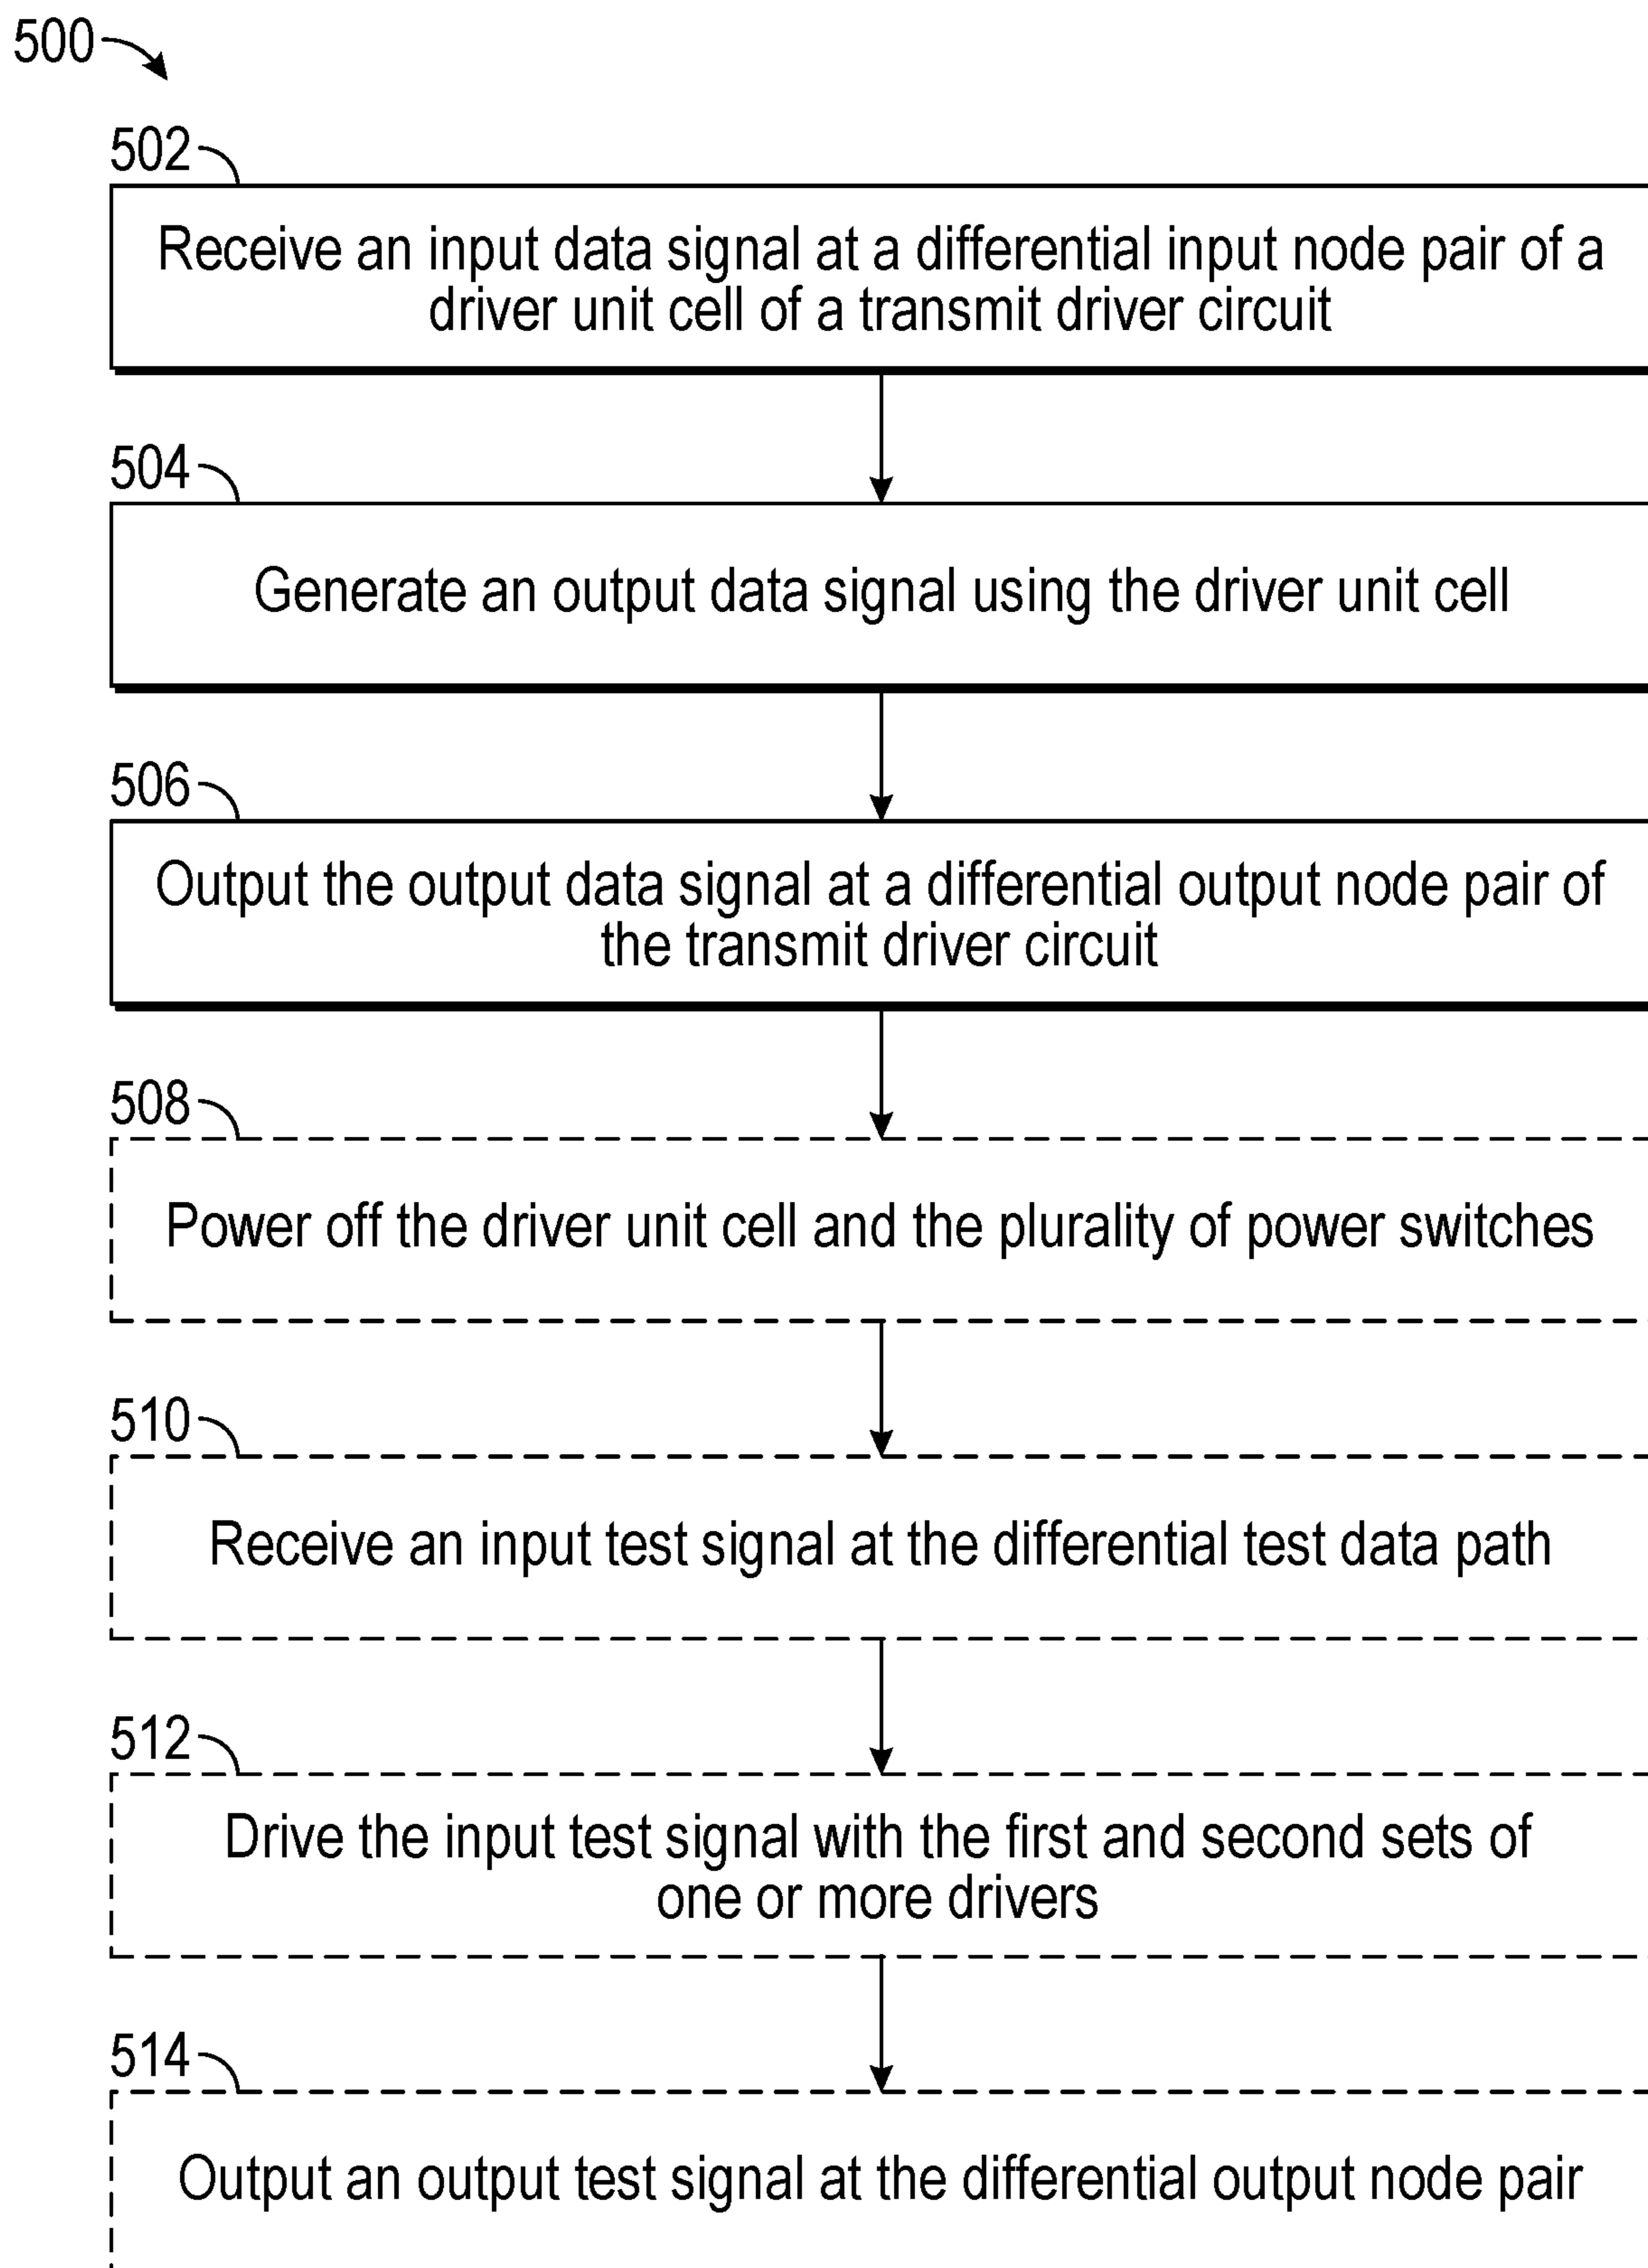 500
502
Receive an input data signal at a differential input node pair of a
driver unit cell of a transmit driver circuit
504
Generate an output data signal using the driver unit cell
506
Output the output data signal at a differential output node pair of
the transmit driver circuit
508
Power off the driver unit cell and the plurality of power switches
510
Receive an input test signal at the differential test data path
512
Drive the input test signal with the first and second sets of
one or more drivers
514
Output an output test signal at the differential output node pair